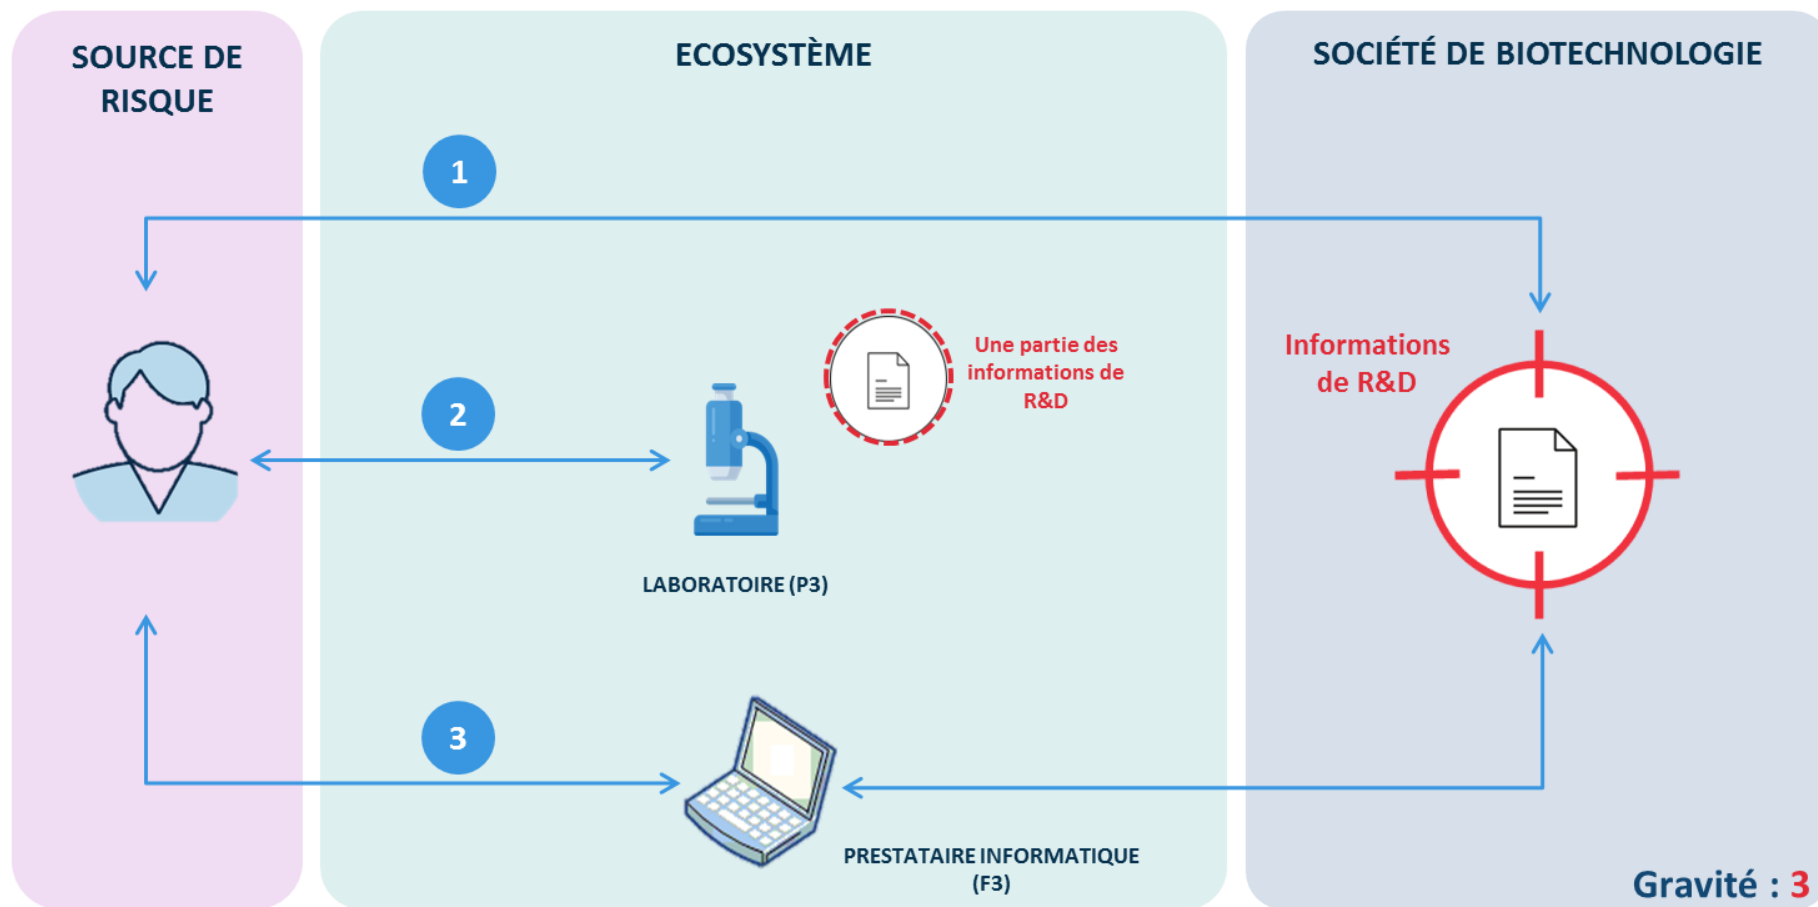 SOURCE DE
RISQUE
ECOSYSTÈME
SOCIÉTÉ DE BIOTECHNOLOGIE
1
Une partie des
informations de
R&D
Informations
de R&D
2
LABORATOIRE (P3)
3
PRESTATAIRE INFORMATIQUE
(F3)
Gravité : 3